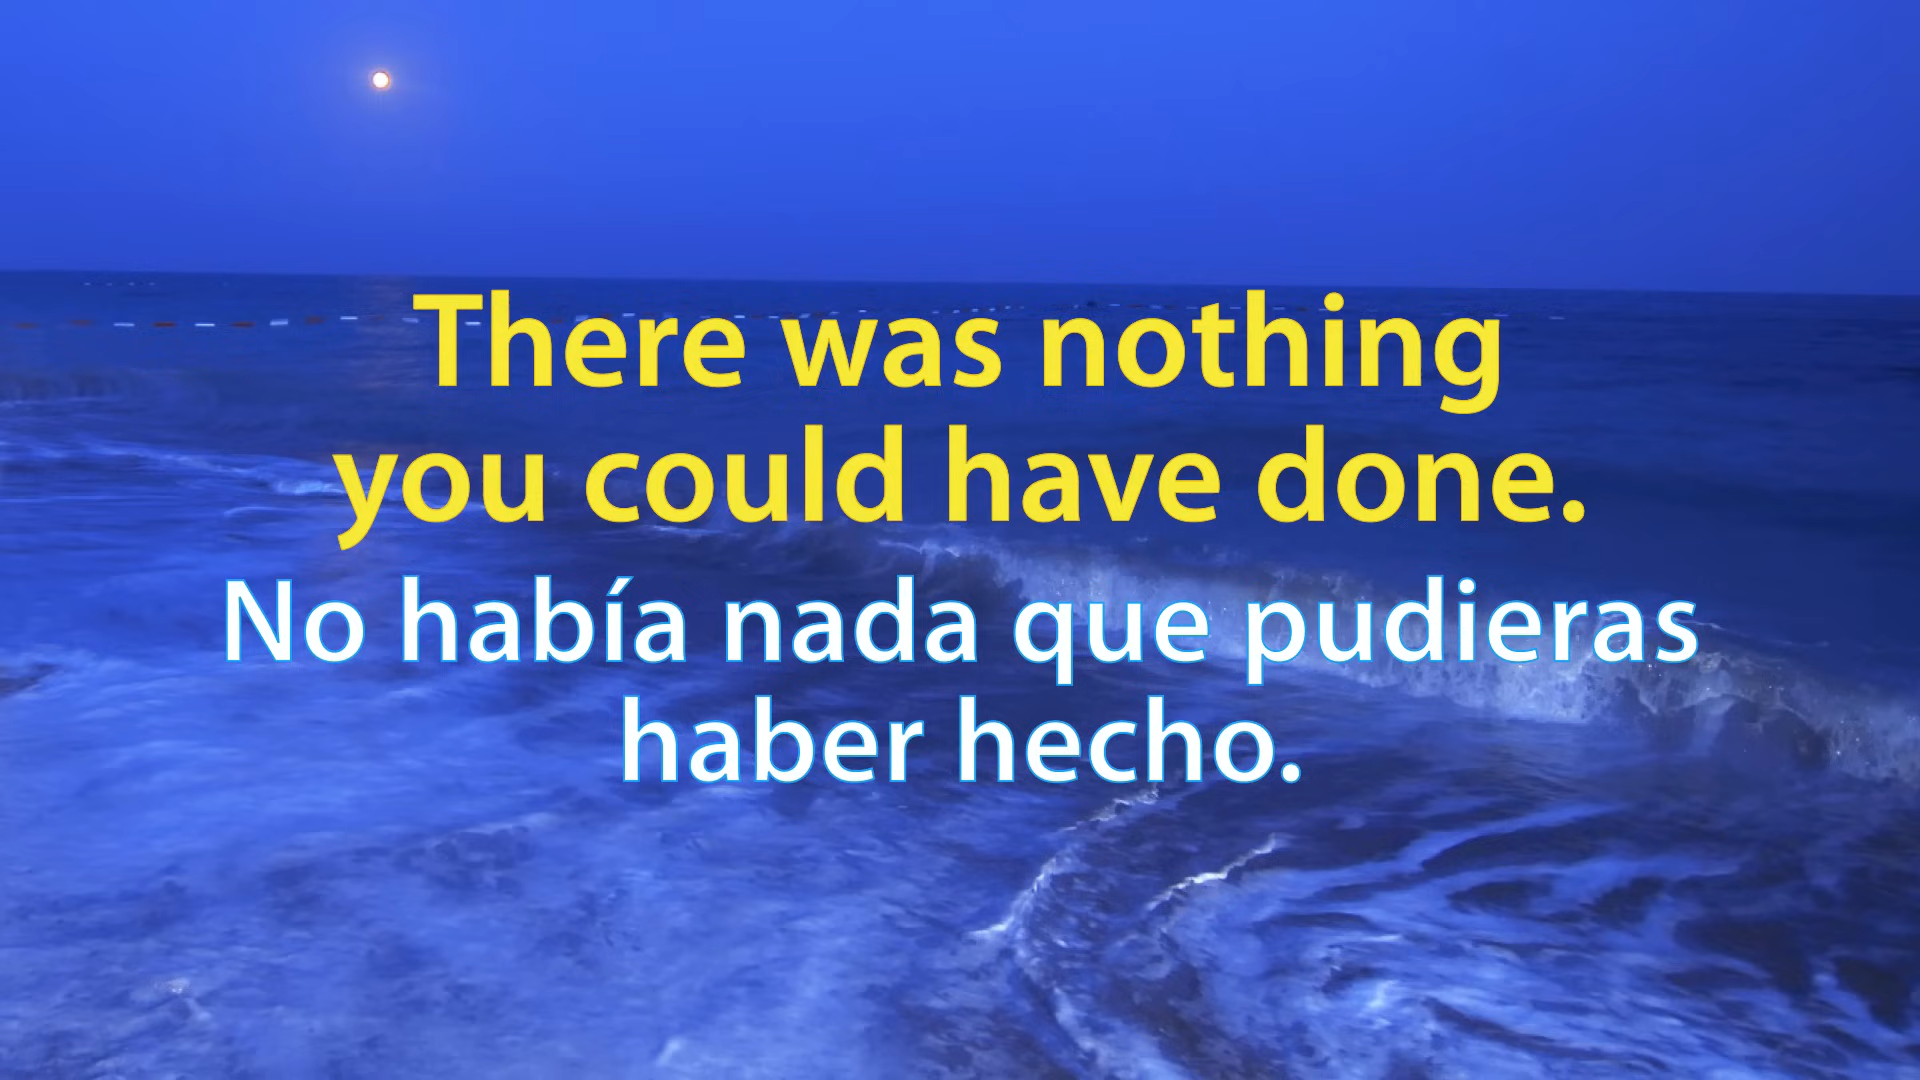 There was nothing
you could have done.
No había nada que pudieras
haber hecho.